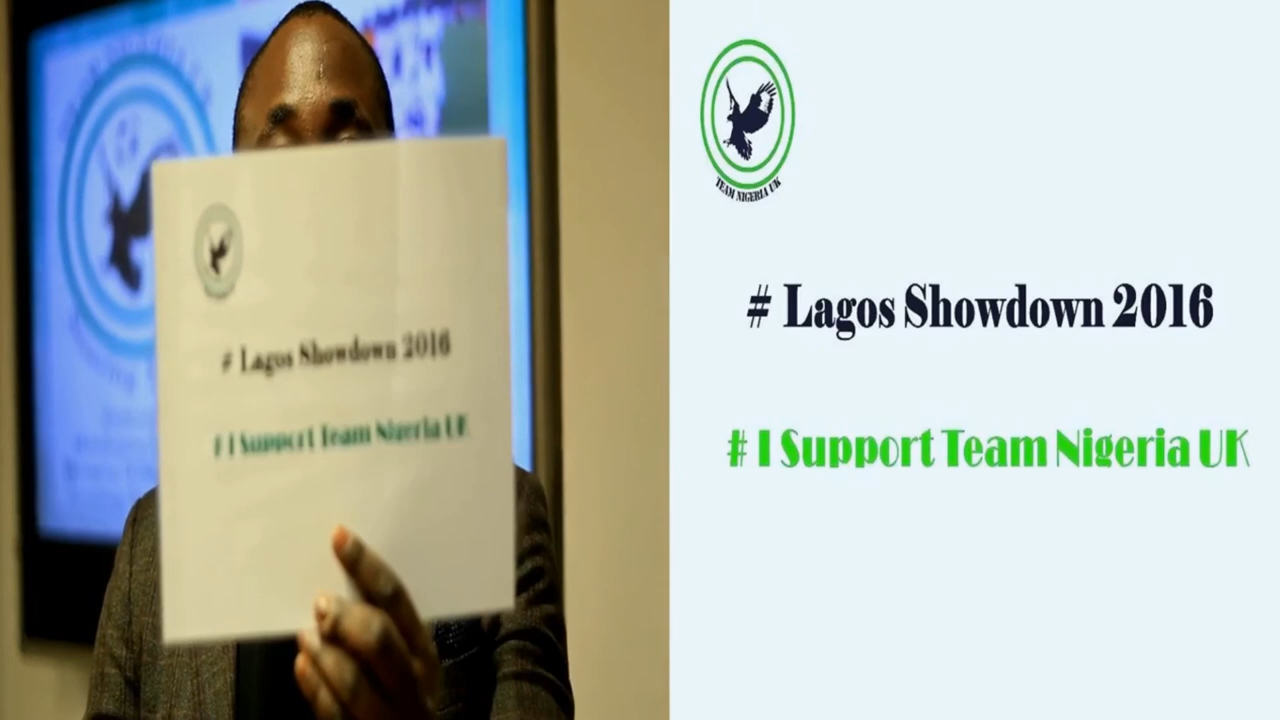 # Lagos Showdown 2016
# I Support Team Nigeria UK
TEAM NIGERIA UK
# Lagos Showdown 2016
# I Support Team Nigeria UK